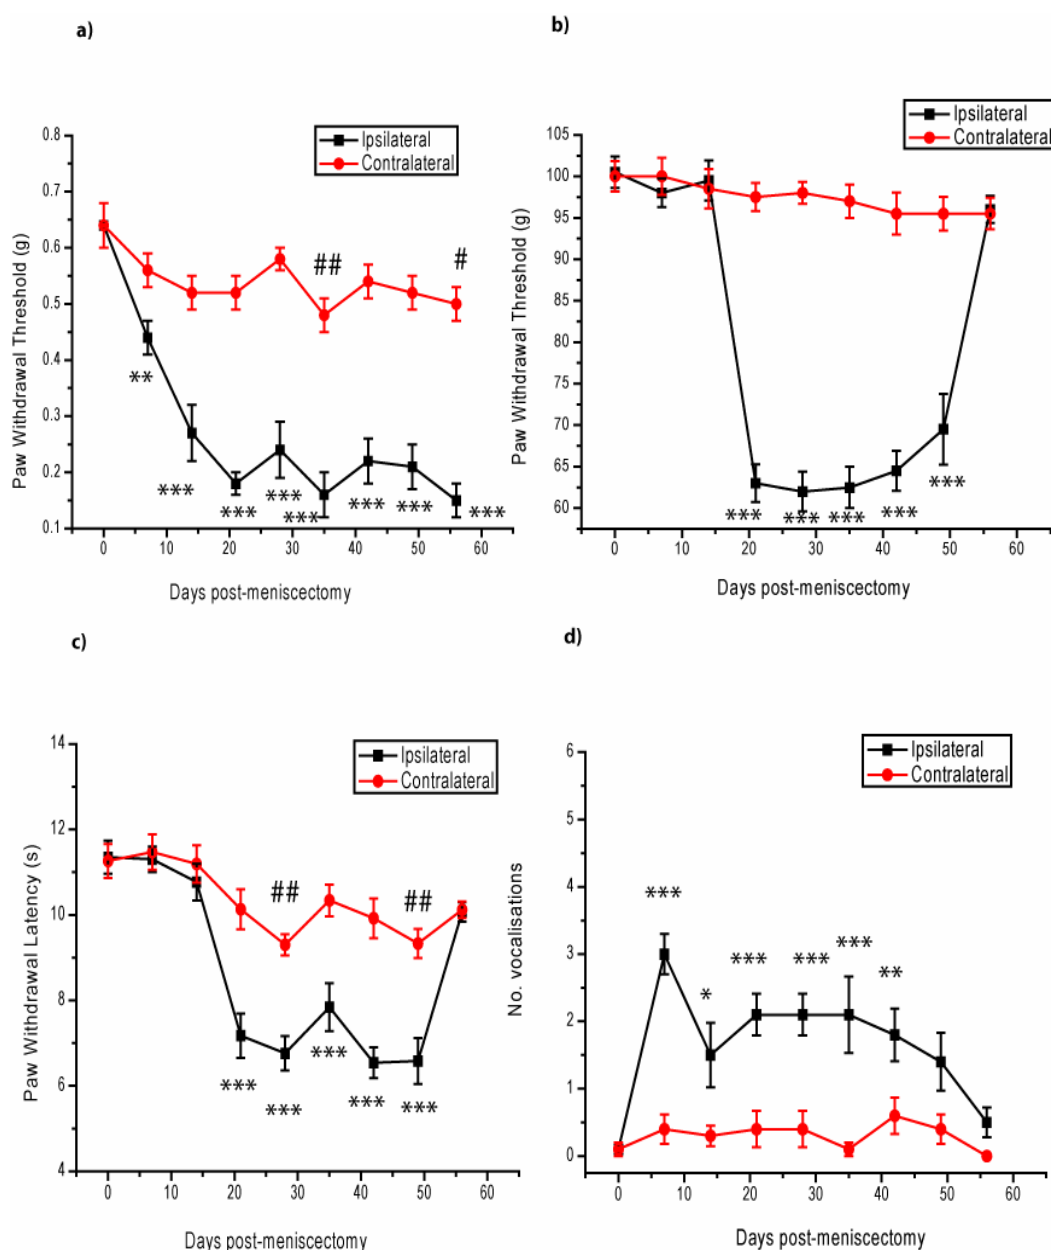 a)
Ipsilateral
Contralateral
0.8
0.7
0.6
0.5
0.4
0.3
0.2
0.1
Paw Withdrawal Threshold (g)
##
#
**
***
***
***
***
***
***
***
0 10 20 30 40 50 60
Days post-meniscectomy
b)
Ipsilateral
Contralateral
105
100
95
90
85
80
75
70
65
60
Paw Withdrawal Threshold (g)
***
***
***
***
***
0 10 20 30 40 50 60
Days post-meniscectomy
c)
Ipsilateral
Contralateral
14
12
10
8
6
4
Paw Withdrawal Latency (s)
##
##
***
***
***
***
***
0 10 20 30 40 50 60
Days post-meniscectomy
d)
Ipsilateral
Contralateral
6
5
4
3
2
1
0
No. vocalisations
***
*
***
***
***
**
0 10 20 30 40 50 60
Days post-meniscectomy